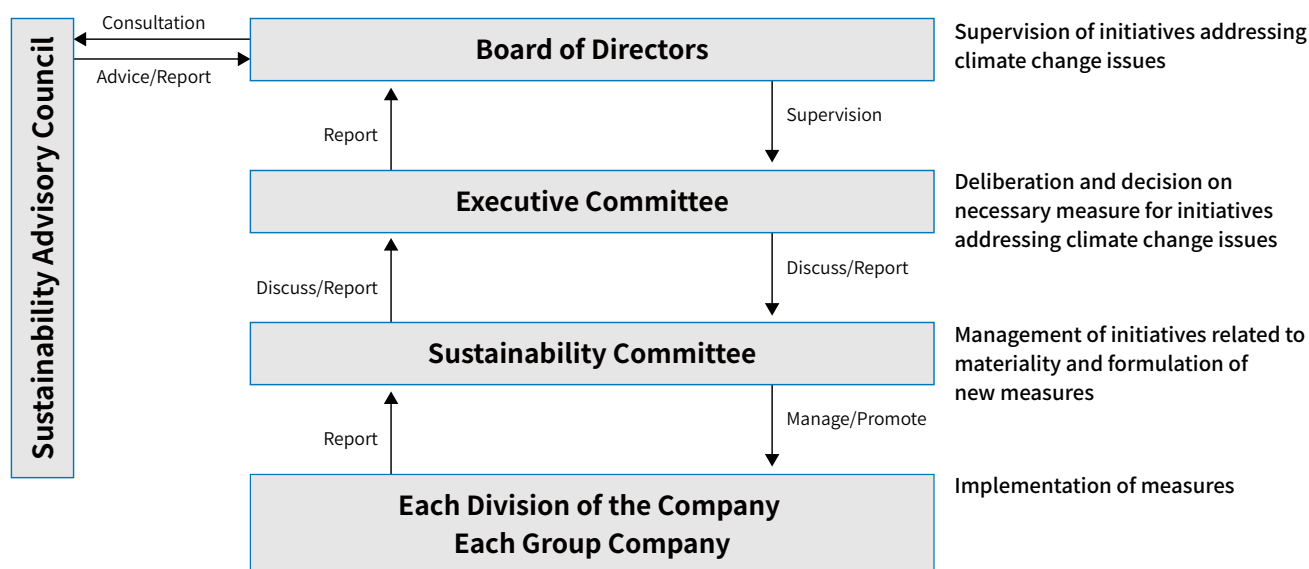 Sustainability Advisory Council
Consultation
Advice/Report
Board of Directors
Supervision of initiatives addressing
climate change issues
Report
Supervision
Executive Committee
Deliberation and decision on
necessary measure for initiatives
addressing climate change issues
Discuss/Report
Discuss/Report
Sustainability Committee
Management of initiatives related to
materiality and formulation of
new measures
Report
Manage/Promote
Each Division of the Company
Each Group Company
Implementation of measures